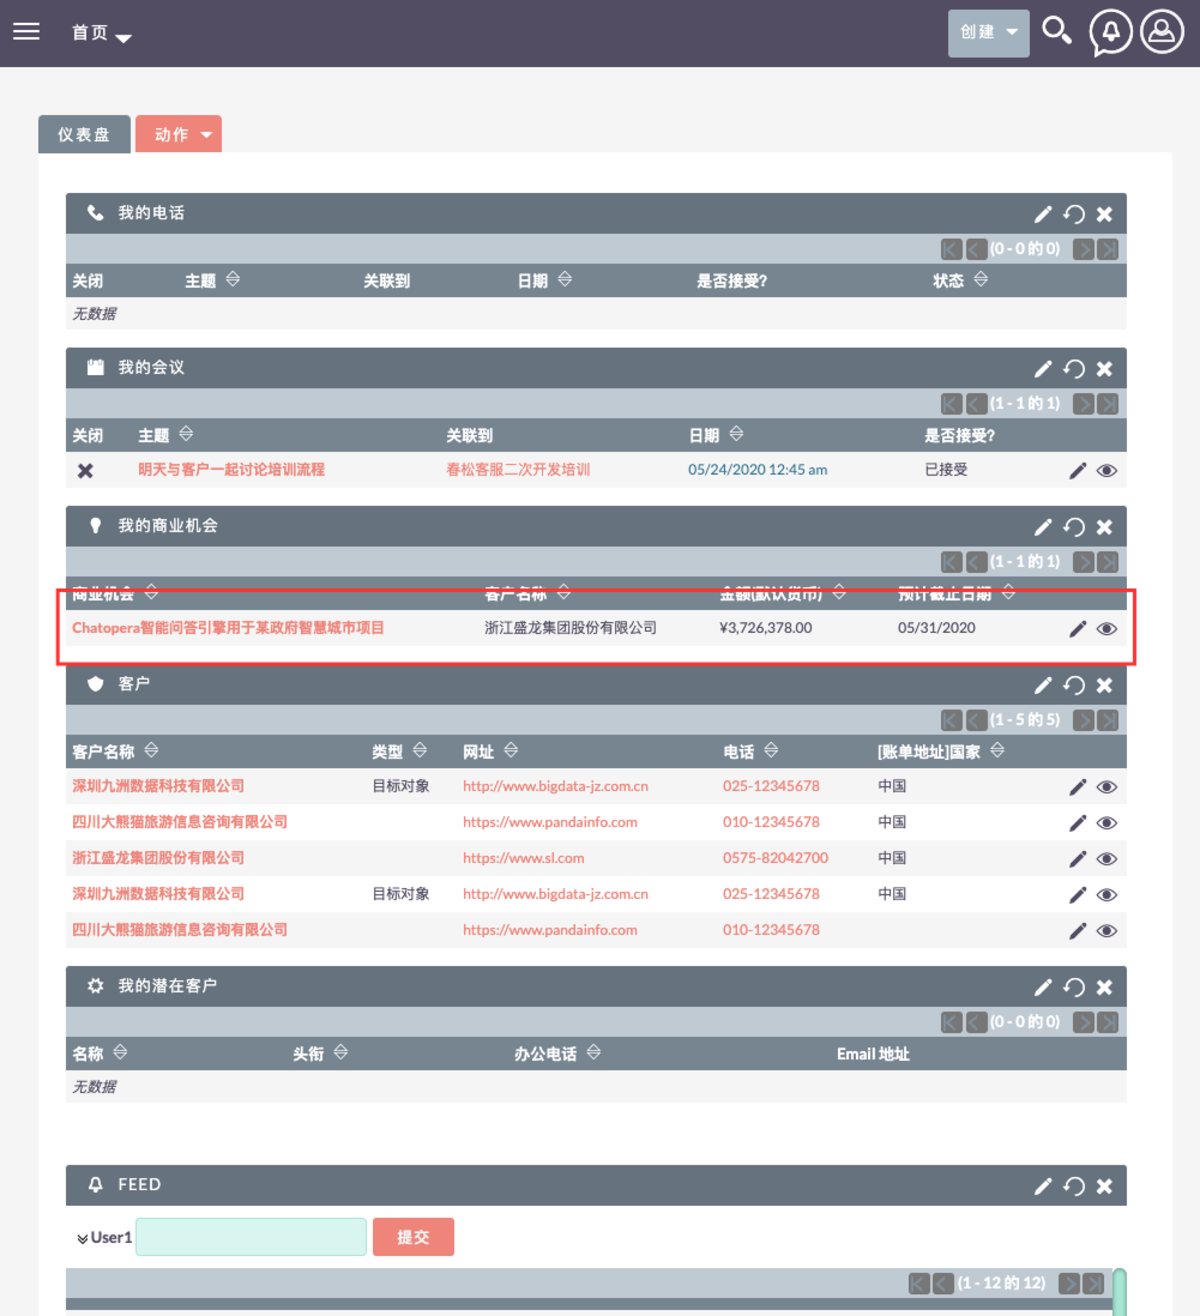 首页
创建
仪表盘
动作
我的电话
(0 - 0 的 0)
关闭 主题 关联到 日期 是否接受? 状态
无数据
我的会议
(1 - 1 的 1)
关闭 主题 关联到 日期 是否接受?
明天与客户一起讨论培训流程 春松客服二次开发培训 05/24/2020 12:45 am 已接受
我的商业机会
(1 - 1 的 1)
商业机会 客户名称 金额(默认货币) 预计截止日期
Chatopera智能问答引擎用于某政府智慧城市项目 浙江盛龙集团股份有限公司 ¥3,726,378.00 05/31/2020
客户
(1 - 5 的 5)
客户名称 类型 网址 电话 [账单地址]国家
深圳九洲数据科技有限公司 目标对象 http://www.bigdata-jz.com.cn 025-12345678 中国
四川大熊猫旅游信息咨询有限公司 https://www.pandainfo.com 010-12345678 中国
浙江盛龙集团股份有限公司 https://www.sl.com 0575-82042700 中国
深圳九洲数据科技有限公司 目标对象 http://www.bigdata-jz.com.cn 025-12345678 中国
四川大熊猫旅游信息咨询有限公司 https://www.pandainfo.com 010-12345678
我的潜在客户
(0 - 0 的 0)
名称 头衔 办公电话 Email 地址
无数据
FEED
User1 提交
(1 - 12 的 12)